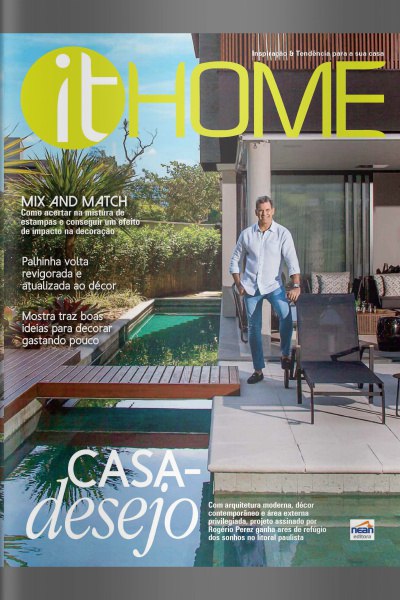 Inspiração & Tendência para a sua casa
it HOME
MIX AND MATCH
Como acertar na mistura de
estampas e conseguir um efeito
de impacto na decoração
Palhinha volta
revigorada e
atualizada ao décor
Mostra traz boas
ideias para decorar
gastando pouco
CASA-
desejo
Com arquitetura moderna, décor
contemporâneo e área externa
privilegiada, projeto assinado por
Rogério Perez ganha ares de refúgio
dos sonhos no litoral paulista
nean
editora